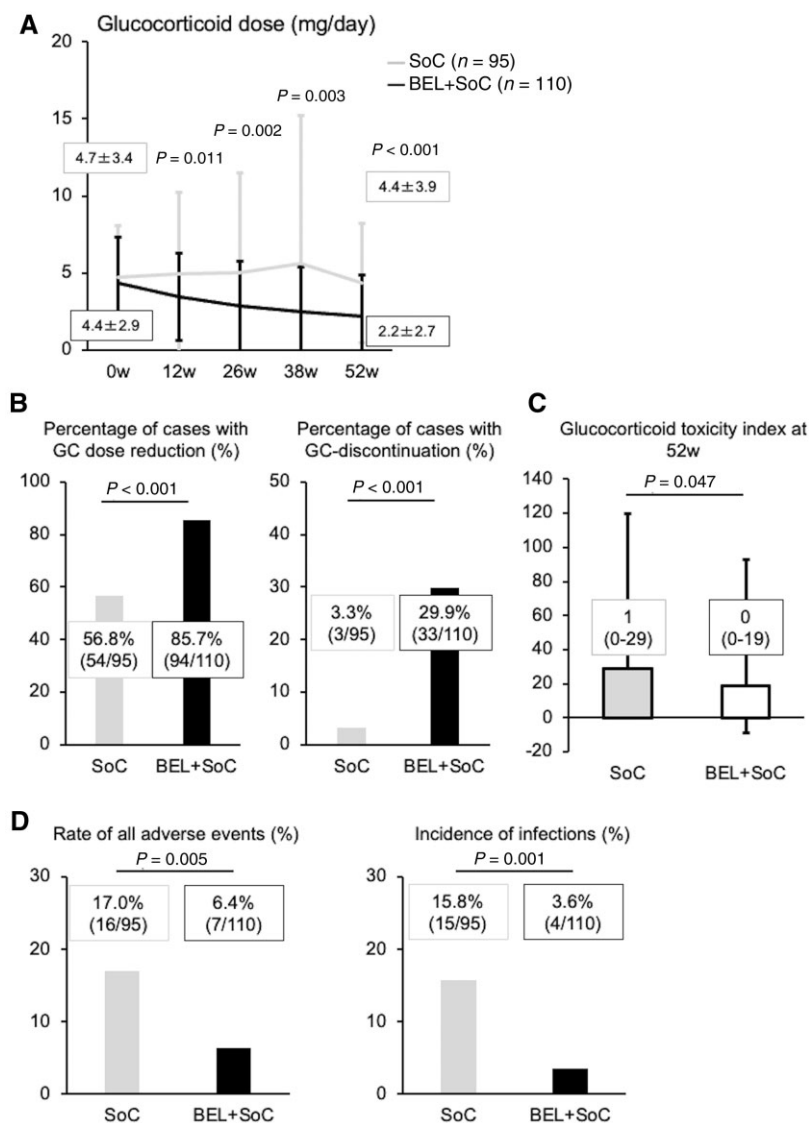 A
Glucocorticoid dose (mg/day)
20
15
10
5
0
SoC (n = 95)
BEL+SoC (n = 110)
P = 0.003
P = 0.002
P = 0.011
P < 0.001
4.7±3.4
4.4±3.9
4.4±2.9
2.2±2.7
0w 12w 26w 38w 52w
B
Percentage of cases with
GC dose reduction (%)
100
80
60
40
20
0
P < 0.001
56.8%
(54/95)
85.7%
(94/110)
SoC BEL+SoC
Percentage of cases with
GC-discontinuation (%)
50
40
30
20
10
0
P < 0.001
3.3%
(3/95)
29.9%
(33/110)
SoC BEL+SoC
C
Glucocorticoid toxicity index at
52w
140
120
100
80
60
40
20
0
-20
P = 0.047
1
(0-29)
0
(0-19)
SoC BEL+SoC
D
Rate of all adverse events (%)
30
20
10
0
P = 0.005
17.0%
(16/95)
6.4%
(7/110)
SoC BEL+SoC
Incidence of infections (%)
30
20
10
0
P = 0.001
15.8%
(15/95)
3.6%
(4/110)
SoC BEL+SoC